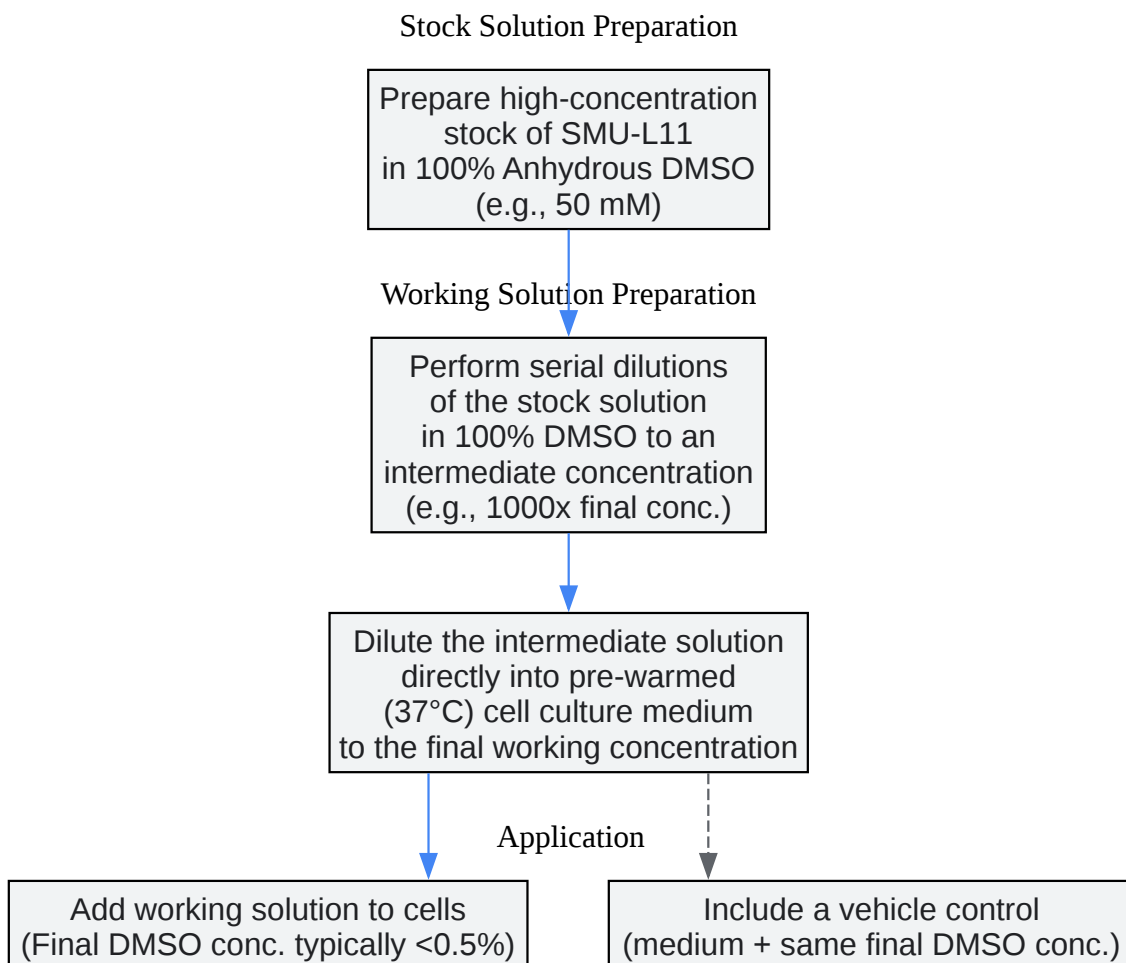 Stock Solution Preparation
Prepare high-concentration
stock of SMU-L11
in 100% Anhydrous DMSO
(e.g., 50 mM)
Working Solution Preparation
Perform serial dilutions
of the stock solution
in 100% DMSO to an
intermediate concentration
(e.g., 1000x final conc.)
Dilute the intermediate solution
directly into pre-warmed
(37°C) cell culture medium
to the final working concentration
Application
Add working solution to cells
(Final DMSO conc. typically <0.5%)
Include a vehicle control
(medium + same final DMSO conc.)